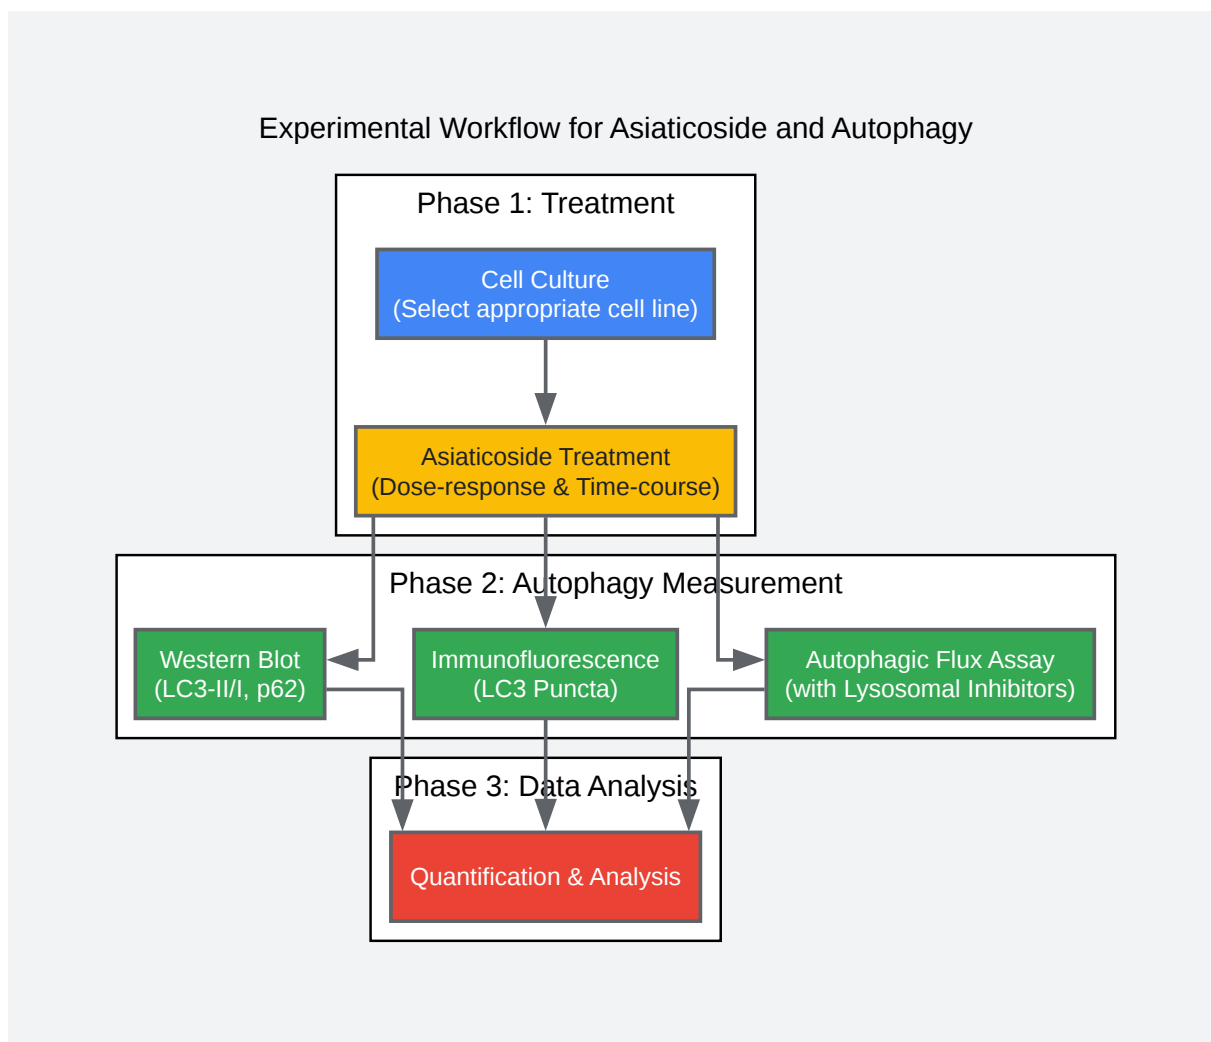 Experimental Workflow for Asiaticoside and Autophagy
Phase 1: Treatment
Cell Culture
(Select appropriate cell line)
Asiaticoside Treatment
(Dose-response & Time-course)
Phase 2: Autophagy Measurement
Western Blot
(LC3-II/I, p62)
Immunofluorescence
(LC3 Puncta)
Autophagic Flux Assay
(with Lysosomal Inhibitors)
Phase 3: Data Analysis
Quantification & Analysis